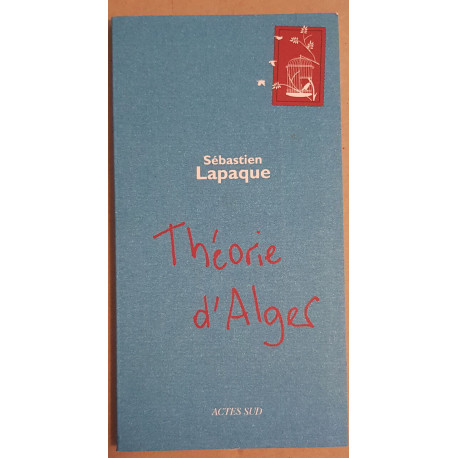 Sébastien
Lapaque
Théorie
d'Alger
ACTES SUD